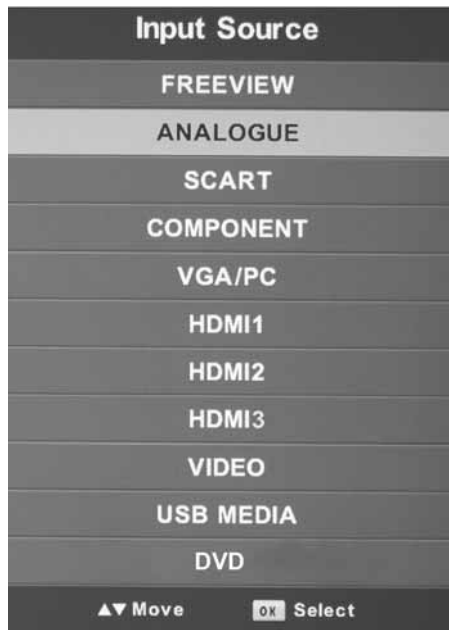 Input Source
FREEVIEW
ANALOGUE
SCART
COMPONENT
VGA/PC
HDMI1
HDMI2
HDMI3
VIDEO
USB MEDIA
DVD
▲▼ Move OK Select